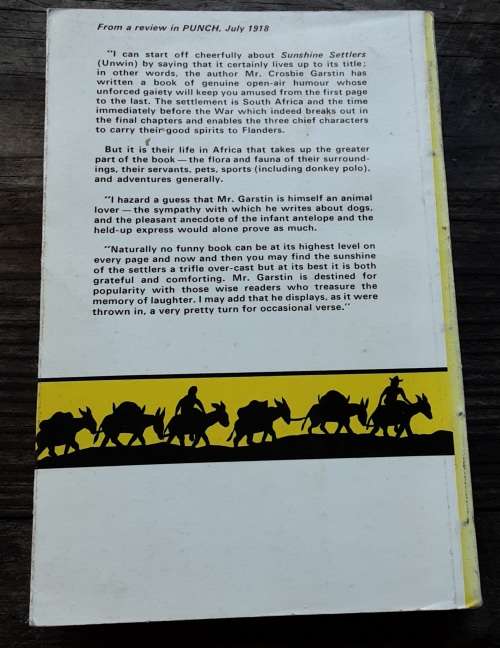 From a review in PUNCH, July 1918
"I can start off cheerfully about Sunshine Settlers
(Unwin) by saying that it certainly lives up to its title;
in other words, the author Mr. Crosbie Garstin has
written a book of genuine open-air humour whose
unforced gaiety will keep you amused from the first page
to the last. The settlement is South Africa and the time
immediately before the War which indeed breaks out in
the final chapters and enables the three chief characters
to carry their good spirits to Flanders.
But it is their life in Africa that takes up the greater
part of the book — the flora and fauna of their surround-
ings, their servants, pets, sports (including donkey polo),
and adventures generally.
"I hazard a guess that Mr. Garstin is himself an animal
lover — the sympathy with which he writes about dogs,
and the pleasant anecdote of the infant antelope and the
held-up express would alone prove as much.
"Naturally no funny book can be at its highest level on
every page and now and then you may find the sunshine
of the settlers a trifle over-cast but at its best it is both
grateful and comforting. Mr. Garstin is destined for
popularity with those wise readers who treasure the
memory of laughter. I may add that he displays, as it were
thrown in, a very pretty turn for occasional verse."